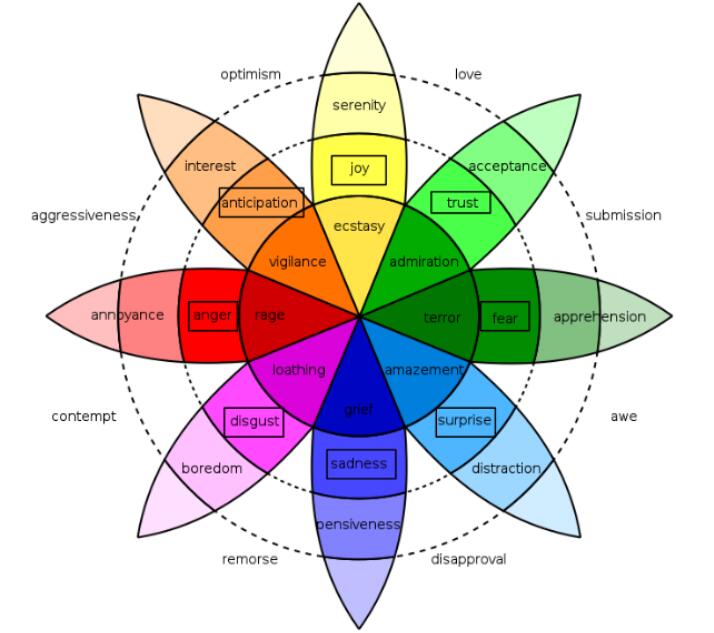 optimism
love
serenity
interest
acceptance
joy
anticipation
trust
aggressiveness
submission
ecstasy
vigilance
admiration
annoyance
anger
rage
terror
fear
apprehension
loathing
amazement
contempt
grief
awe
disgust
surprise
boredom
sadness
distraction
pensiveness
remorse
disapproval